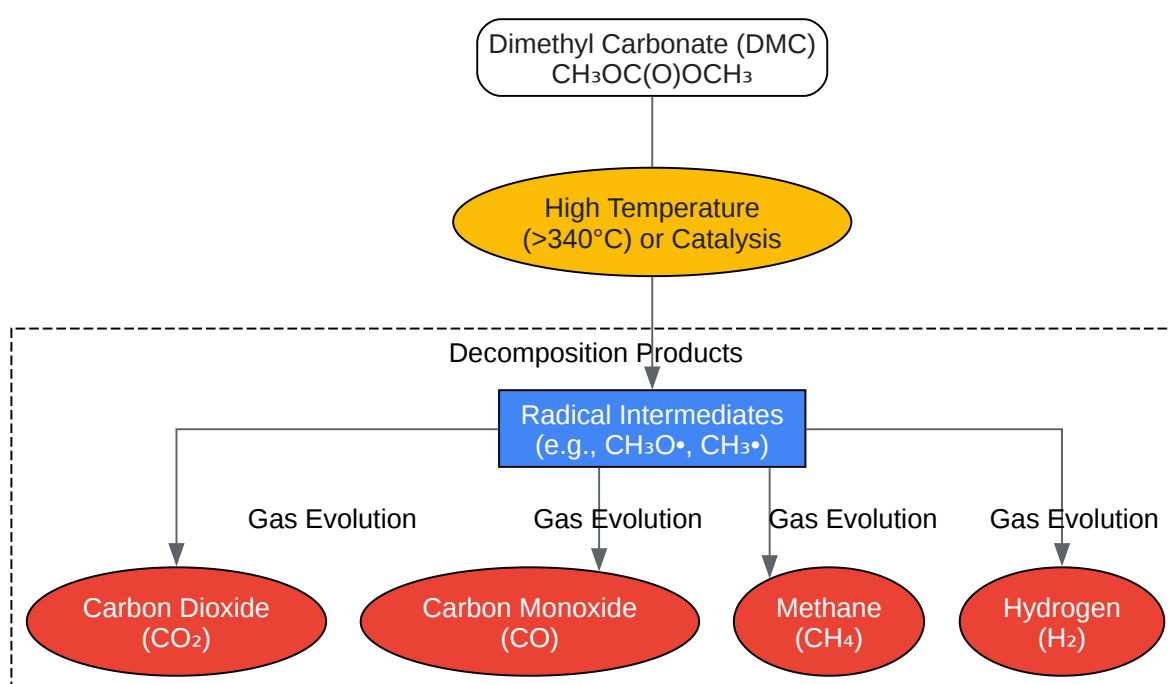 Dimethyl Carbonate (DMC)
CH₃OC(O)OCH₃
High Temperature
(>340°C) or Catalysis
Decomposition Products
Radical Intermediates
(e.g., CH₃O•, CH₃•)
Gas Evolution
Gas Evolution
Gas Evolution
Gas Evolution
Carbon Dioxide
(CO₂)
Carbon Monoxide
(CO)
Methane
(CH₄)
Hydrogen
(H₂)